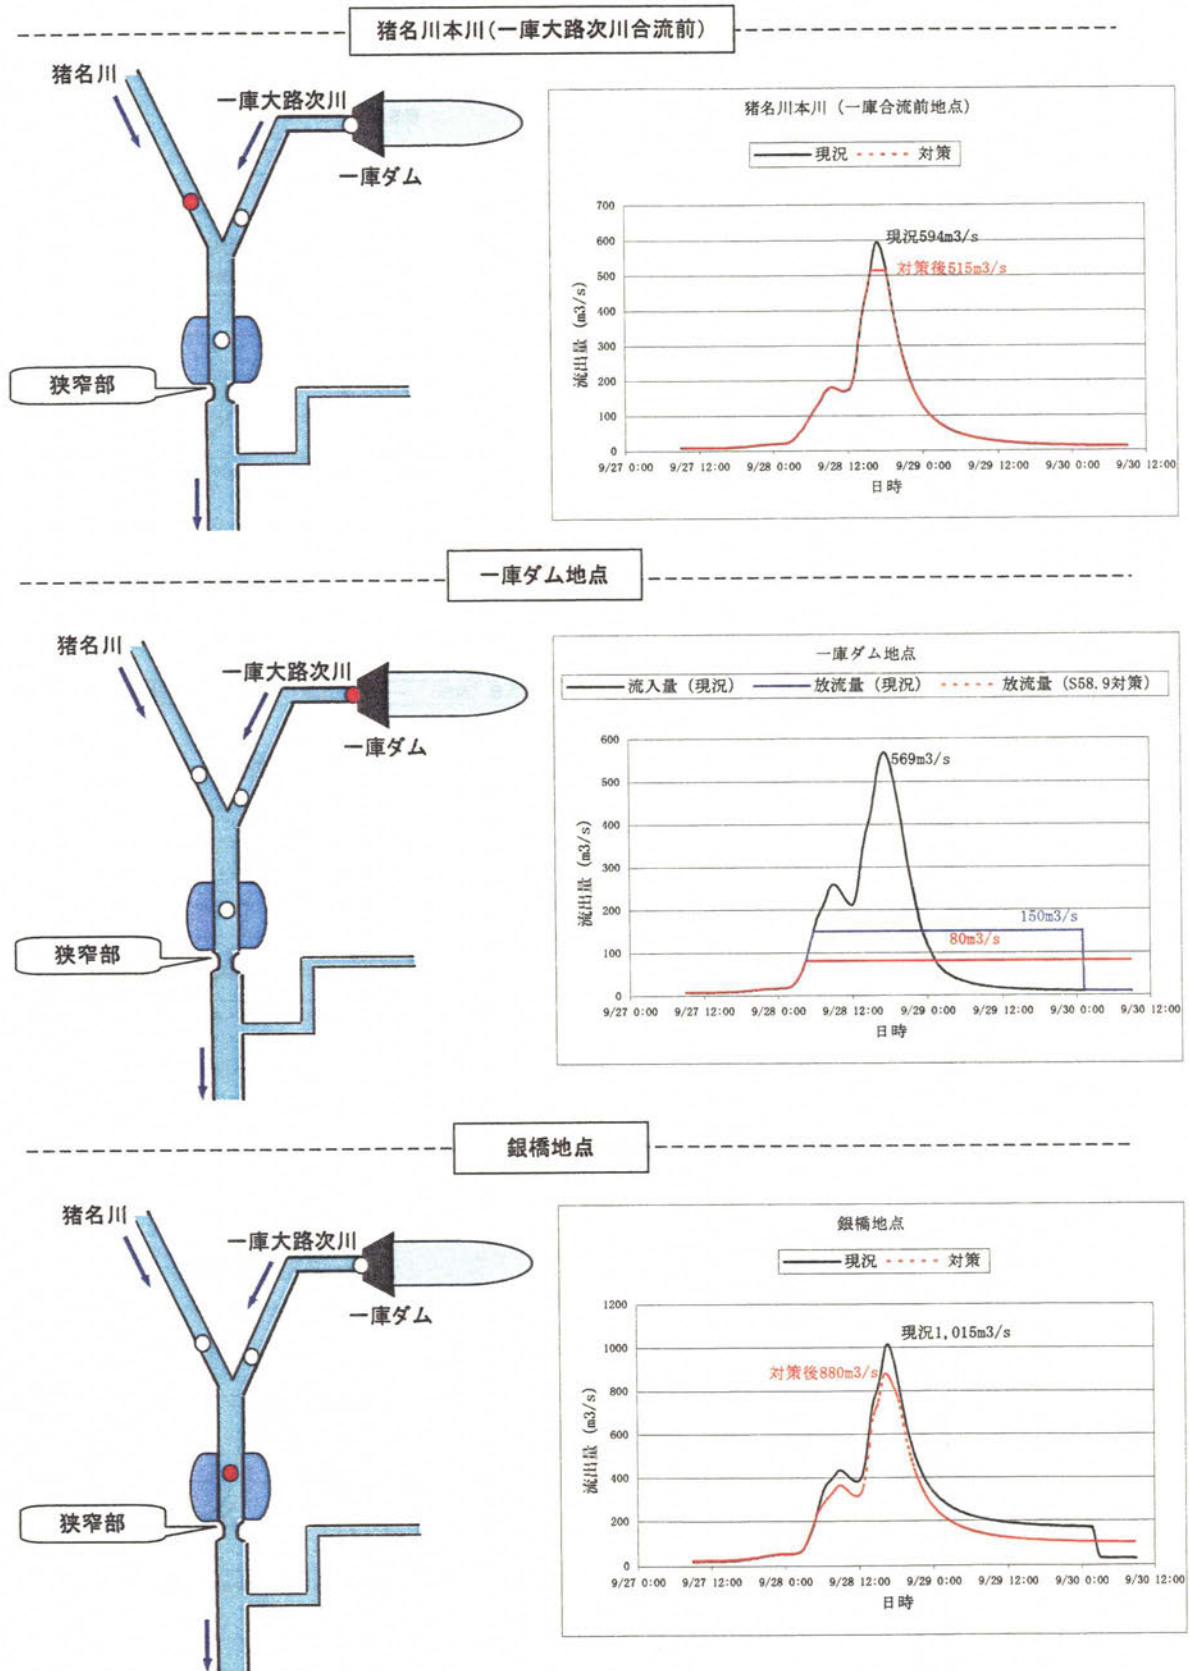 猪名川本川(一庫大路次川合流前)
猪名川
一庫大路次川
一庫ダム
狭窄部
猪名川本川 (一庫合流前地点)
現況 対策
流出量 (m3/s)
700
600
500
400
300
200
100
0
現況594m3/s
対策後515m3/s
9/27 0:00 9/27 12:00 9/28 0:00 9/28 12:00 9/29 0:00 9/29 12:00 9/30 0:00 9/30 12:00
日時
一庫ダム地点
猪名川
一庫大路次川
一庫ダム
狭窄部
一庫ダム地点
流入量 (現況) 放流量 (現況) 放流量 (S58.9対策)
流出量 (m3/s)
600
500
400
300
200
100
0
569m3/s
150m3/s
80m3/s
9/27 0:00 9/27 12:00 9/28 0:00 9/28 12:00 9/29 0:00 9/29 12:00 9/30 0:00 9/30 12:00
日時
銀橋地点
猪名川
一庫大路次川
一庫ダム
狭窄部
銀橋地点
現況 対策
流出量 (m3/s)
1200
1000
800
600
400
200
0
現況1,015m3/s
対策後880m3/s
9/27 0:00 9/27 12:00 9/28 0:00 9/28 12:00 9/29 0:00 9/29 12:00 9/30 0:00 9/30 12:00
日時